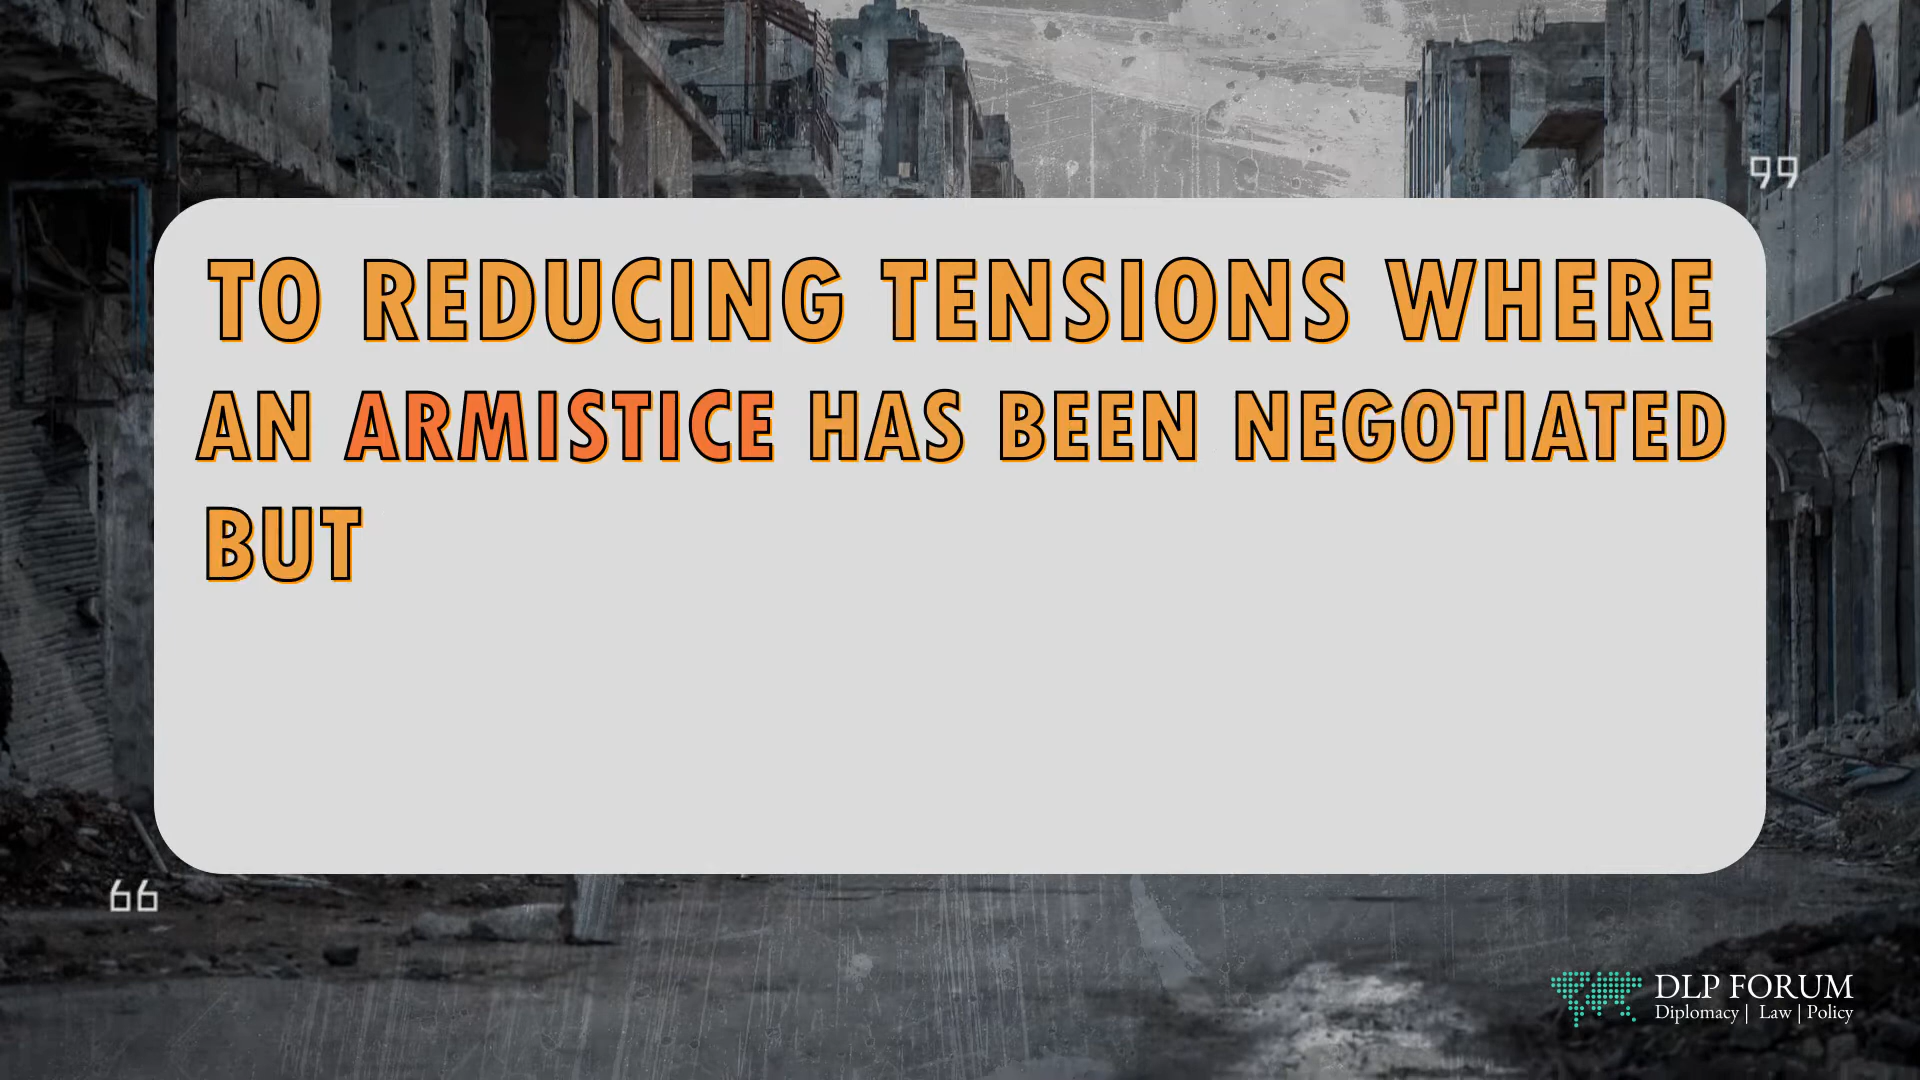 ”
TO REDUCING TENSIONS WHERE
AN ARMISTICE HAS BEEN NEGOTIATED
BUT
“
DLP FORUM
Diplomacy | Law | Policy